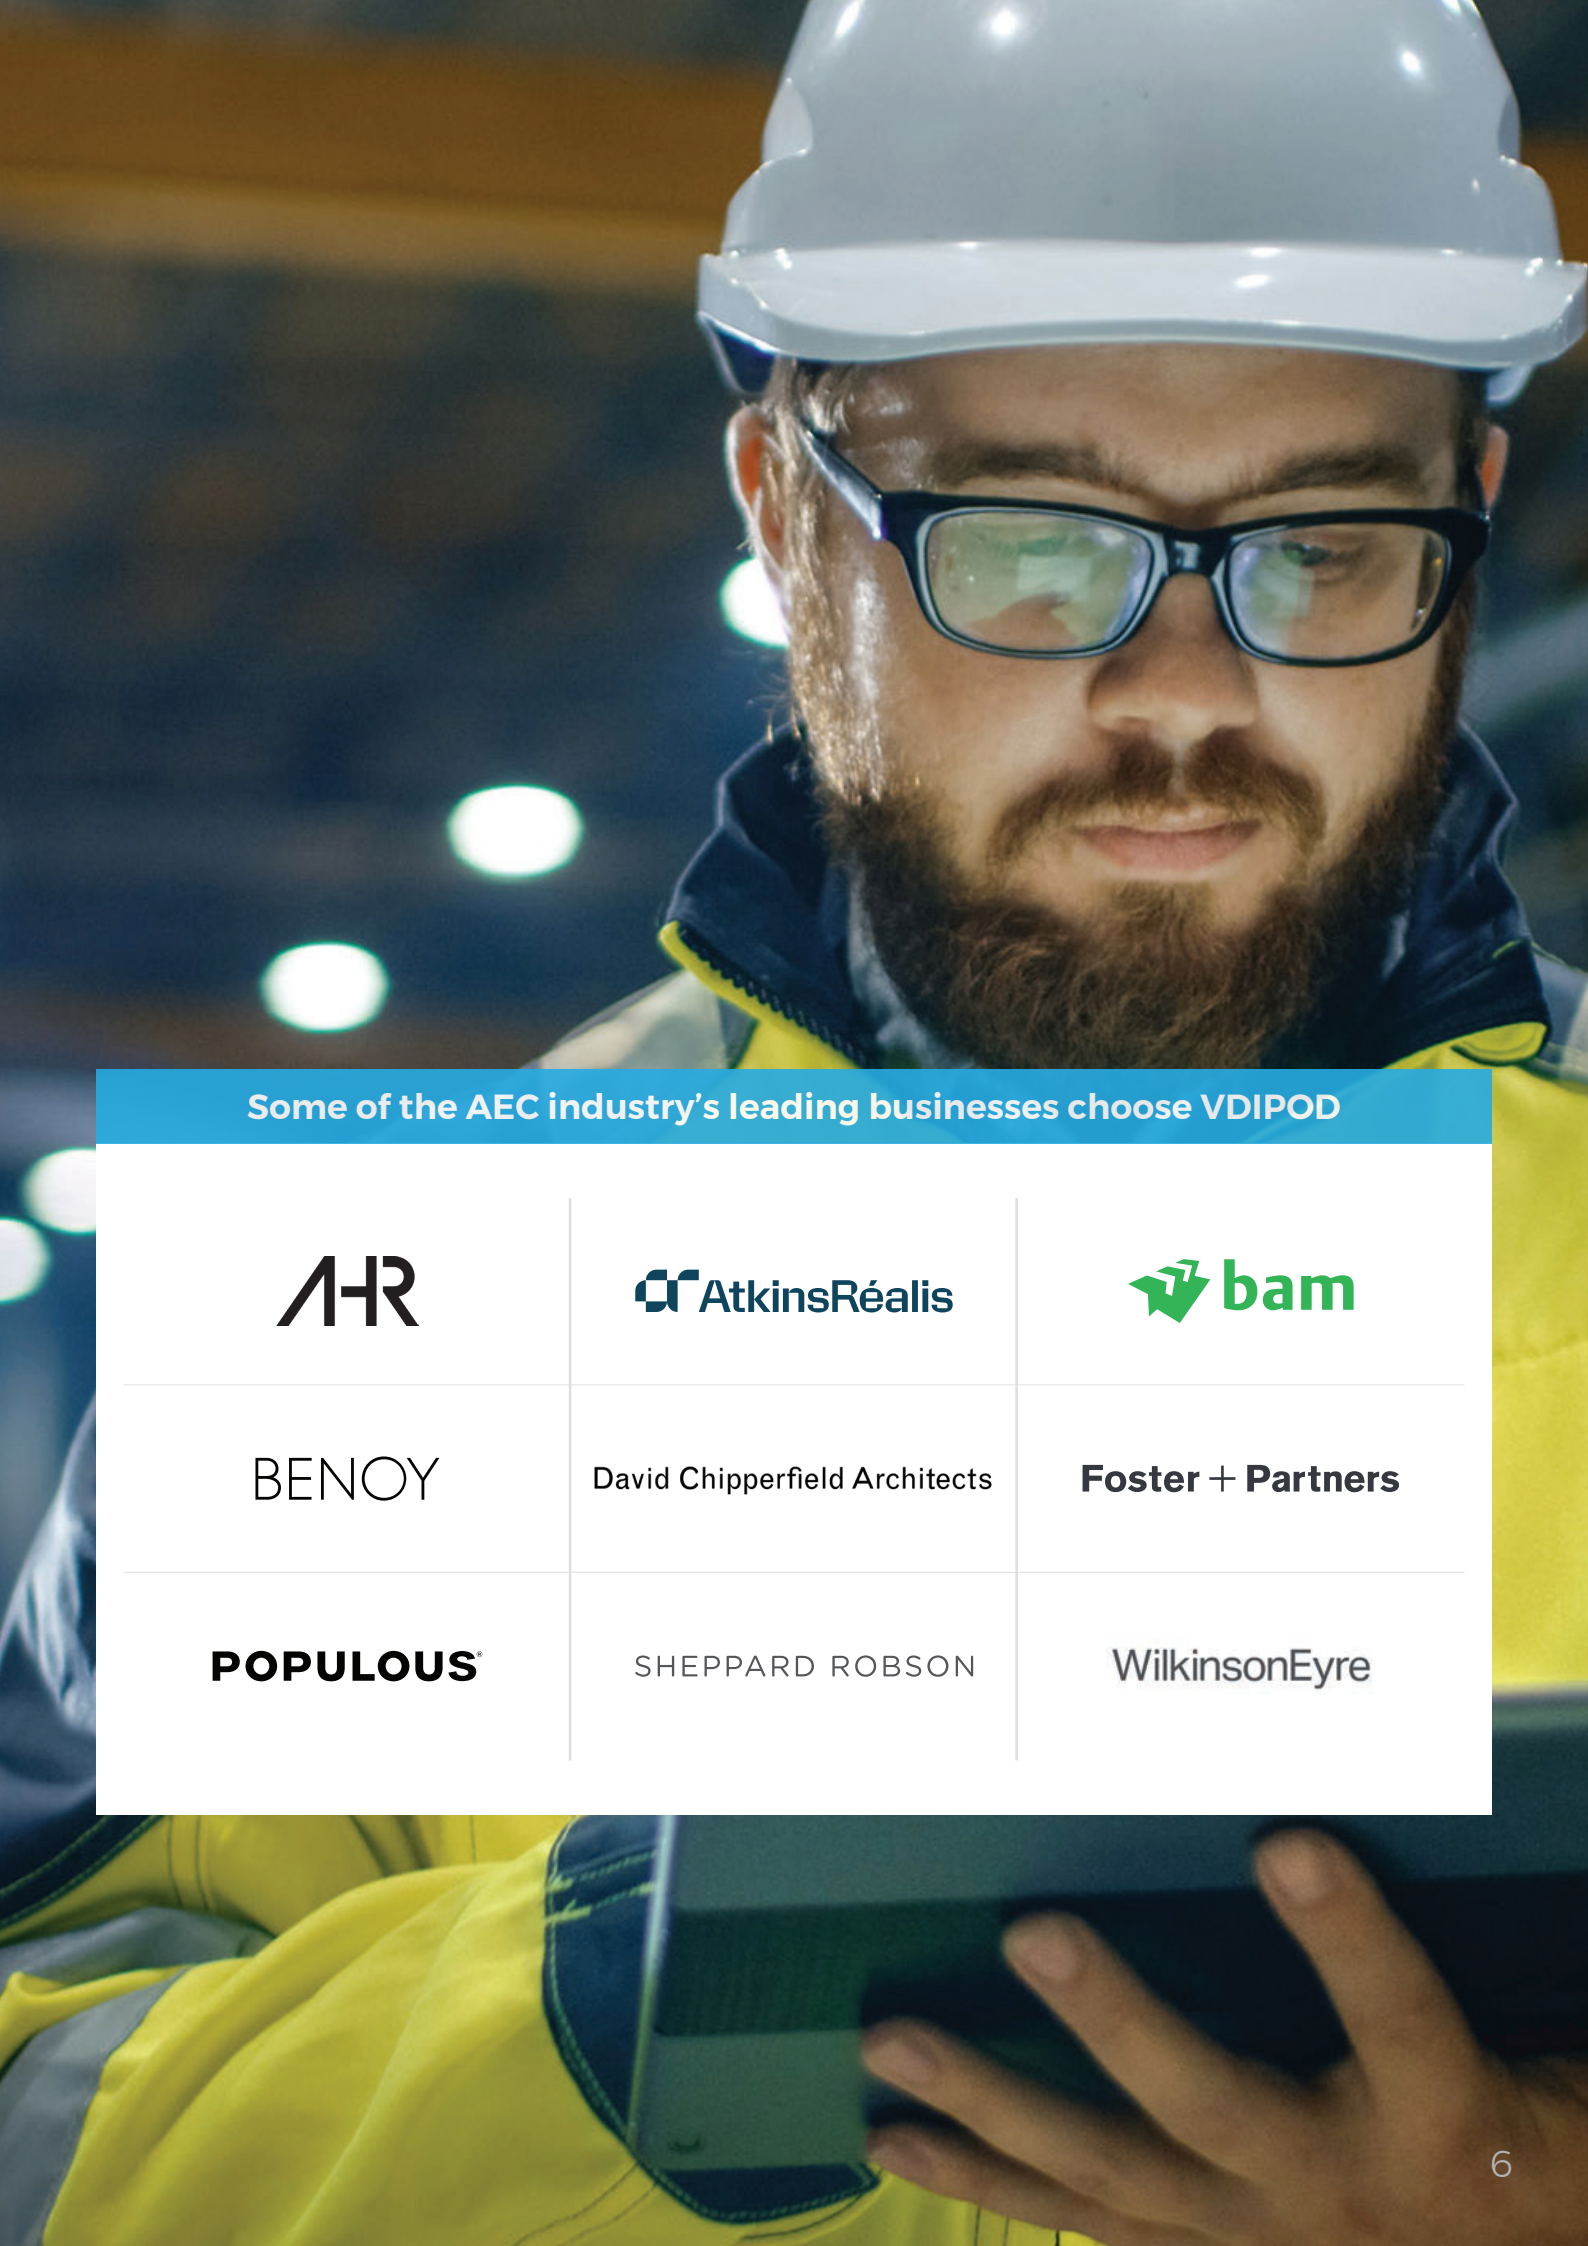 Some of the AEC industry's leading businesses choose VDIPOD
AHR
AtkinsRéalis
bam
BENOY
David Chipperfield Architects
Foster + Partners
POPULOUS®
SHEPPARD ROBSON
WilkinsonEyre
6